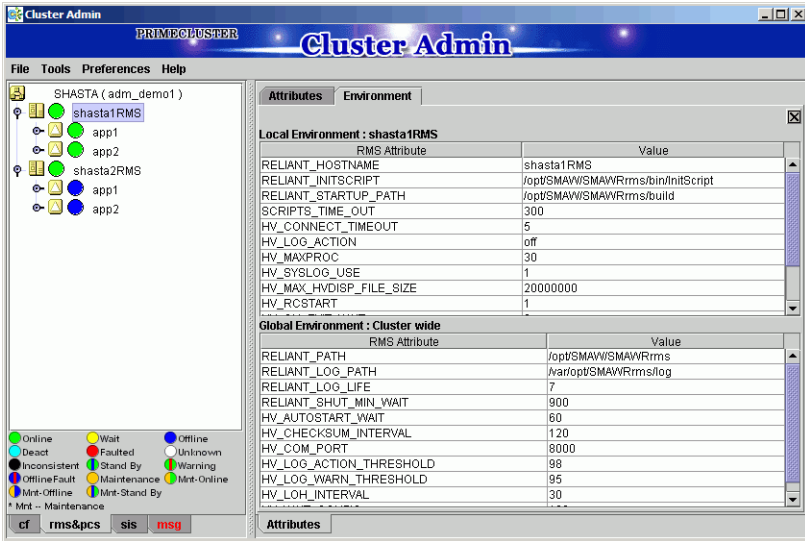 Cluster Admin
PRIMECLUSTER
Cluster Admin
File Tools Preferences Help
SHASTA ( adm_demo1 )
shasta1RMS
app1
app2
shasta2RMS
app1
app2
Online Wait Offline
Deact Faulted Unknown
Inconsistent Stand By Warning
OfflineFault Maintenance Mnt-Online
Mnt-Offline Mnt-Stand By
* Mnt -- Maintenance
cf rms&pcs sis msg
Attributes Environment
Local Environment : shasta1RMS
RMS Attribute Value
RELIANT_HOSTNAME shasta1RMS
RELIANT_INITSCRIPT /opt/SMAW/SMAWRrms/bin/InitScript
RELIANT_STARTUP_PATH /opt/SMAW/SMAWRrms/build
SCRIPTS_TIME_OUT 300
HV_CONNECT_TIMEOUT 5
HV_LOG_ACTION off
HV_MAXPROC 30
HV_SYSLOG_USE 1
HV_MAX_HVDISP_FILE_SIZE 20000000
HV_RCSTART 1
Global Environment : Cluster wide
RMS Attribute Value
RELIANT_PATH /opt/SMAW/SMAWRrms
RELIANT_LOG_PATH /var/opt/SMAWRrms/log
RELIANT_LOG_LIFE 7
RELIANT_SHUT_MIN_WAIT 900
HV_AUTOSTART_WAIT 60
HV_CHECKSUM_INTERVAL 120
HV_COM_PORT 8000
HV_LOG_ACTION_THRESHOLD 98
HV_LOG_WARN_THRESHOLD 95
HV_LOH_INTERVAL 30
Attributes